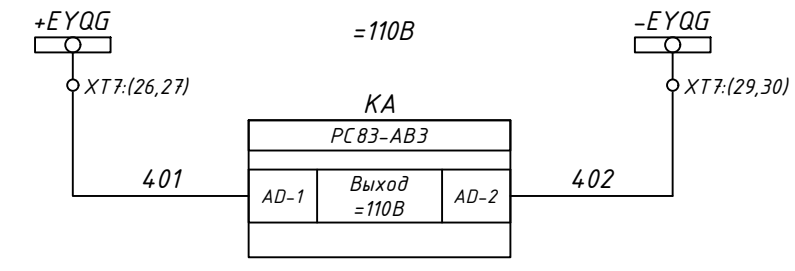 +EYQG
=110В
-EYQG
XT7:(26,27)
XT7:(29,30)
КА
РС83-АВ3
401
AD-1
Выход
=110В
AD-2
402